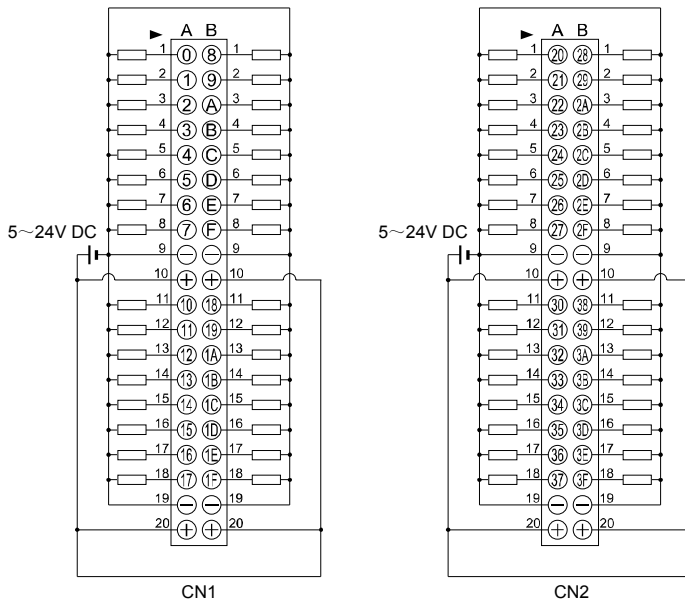 A B A B
1 0 8 1 1 20 28 1
2 1 9 2 2 21 29 2
3 2 A 3 3 22 2A 3
4 3 B 4 4 23 2B 4
5 4 C 5 5 24 2C 5
6 5 D 6 6 25 2D 6
7 6 E 7 7 26 2E 7
8 7 F 8 8 27 2F 8
5～24V DC 5～24V DC
9 − − 9 9 − − 9
10 + + 10 10 + + 10
11 10 18 11 11 30 38 11
12 11 19 12 12 31 39 12
13 12 1A 13 13 32 3A 13
14 13 1B 14 14 33 3B 14
15 14 1C 15 15 34 3C 15
16 15 1D 16 16 35 3D 16
17 16 1E 17 17 36 3E 17
18 17 1F 18 18 37 3F 18
19 − − 19 19 − − 19
20 + + 20 20 + + 20
CN1 CN2